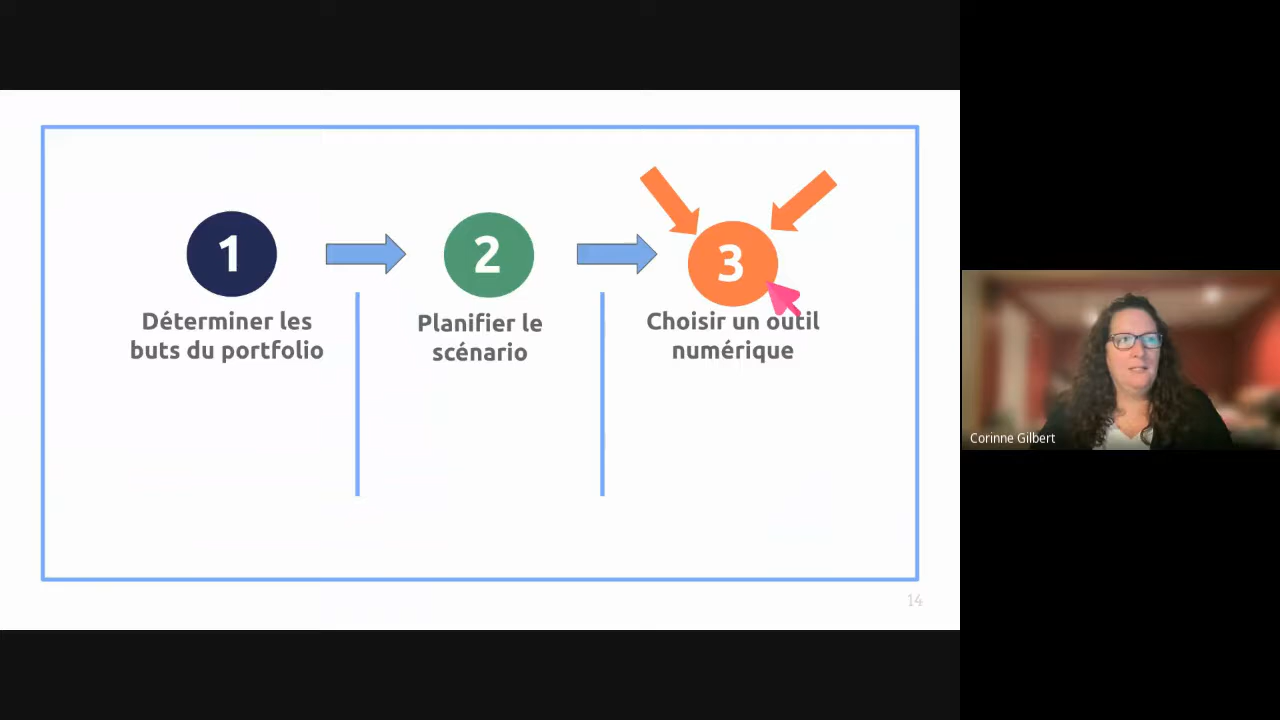 1
2
3
Déterminer les
buts du portfolio
Planifier le
scénario
Choisir un outil
numérique
14
Corinne Gilbert